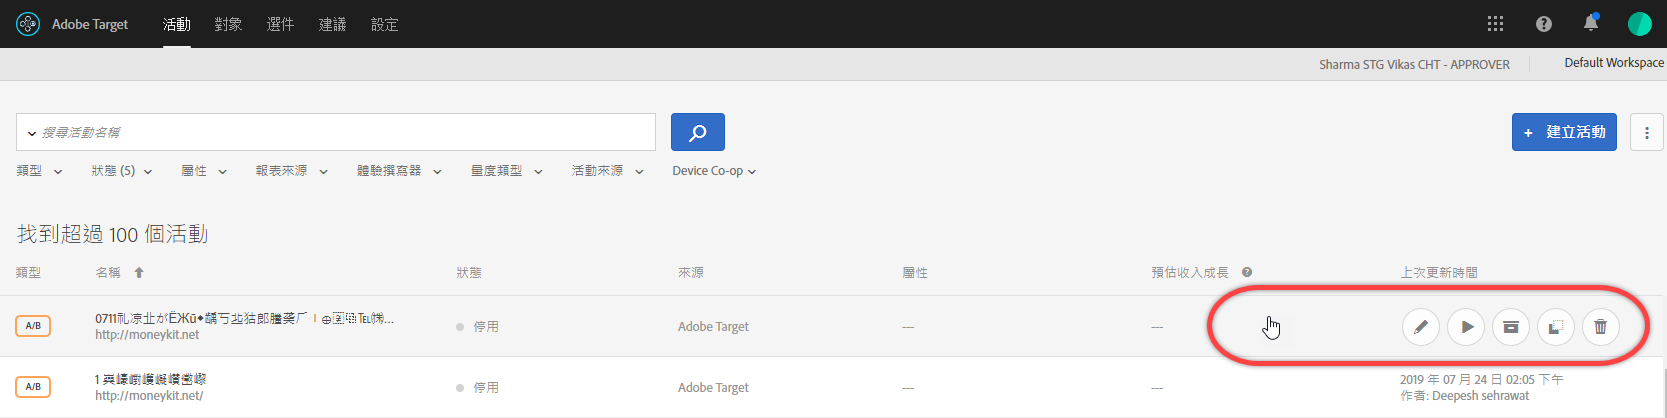 Adobe Target 活動 對象 選件 建議 設定
Sharma STG Vikas CHT - APPROVER Default Workspace
搜尋活動名稱
+ 建立活動
類型 狀態 (5) 屬性 報表來源 體驗撰寫器 量度類型 活動來源 Device Co-op
找到超過 100 個活動
類型 名稱 狀態 來源 屬性 預估收入成長 上次更新時間
A/B
停用 Adobe Target --- ---
http://moneykit.net
A/B
停用 Adobe Target --- ---
http://moneykit.net/
2019 年 07 月 24 日 02:05 下午
作者: Deepesh sehrawat